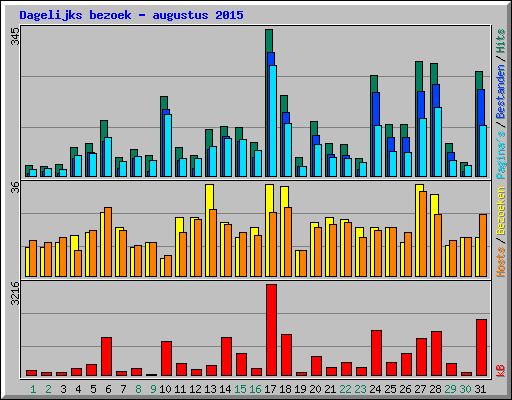 Dagelijks bezoek - augustus 2015
345
36
3216
Pagina's / Bestanden / Hits
Hosts / Bezoeken
kB
1 2 3 4 5 6 7 8 9 10 11 12 13 14 15 16 17 18 19 20 21 22 23 24 25 26 27 28 29 30 31